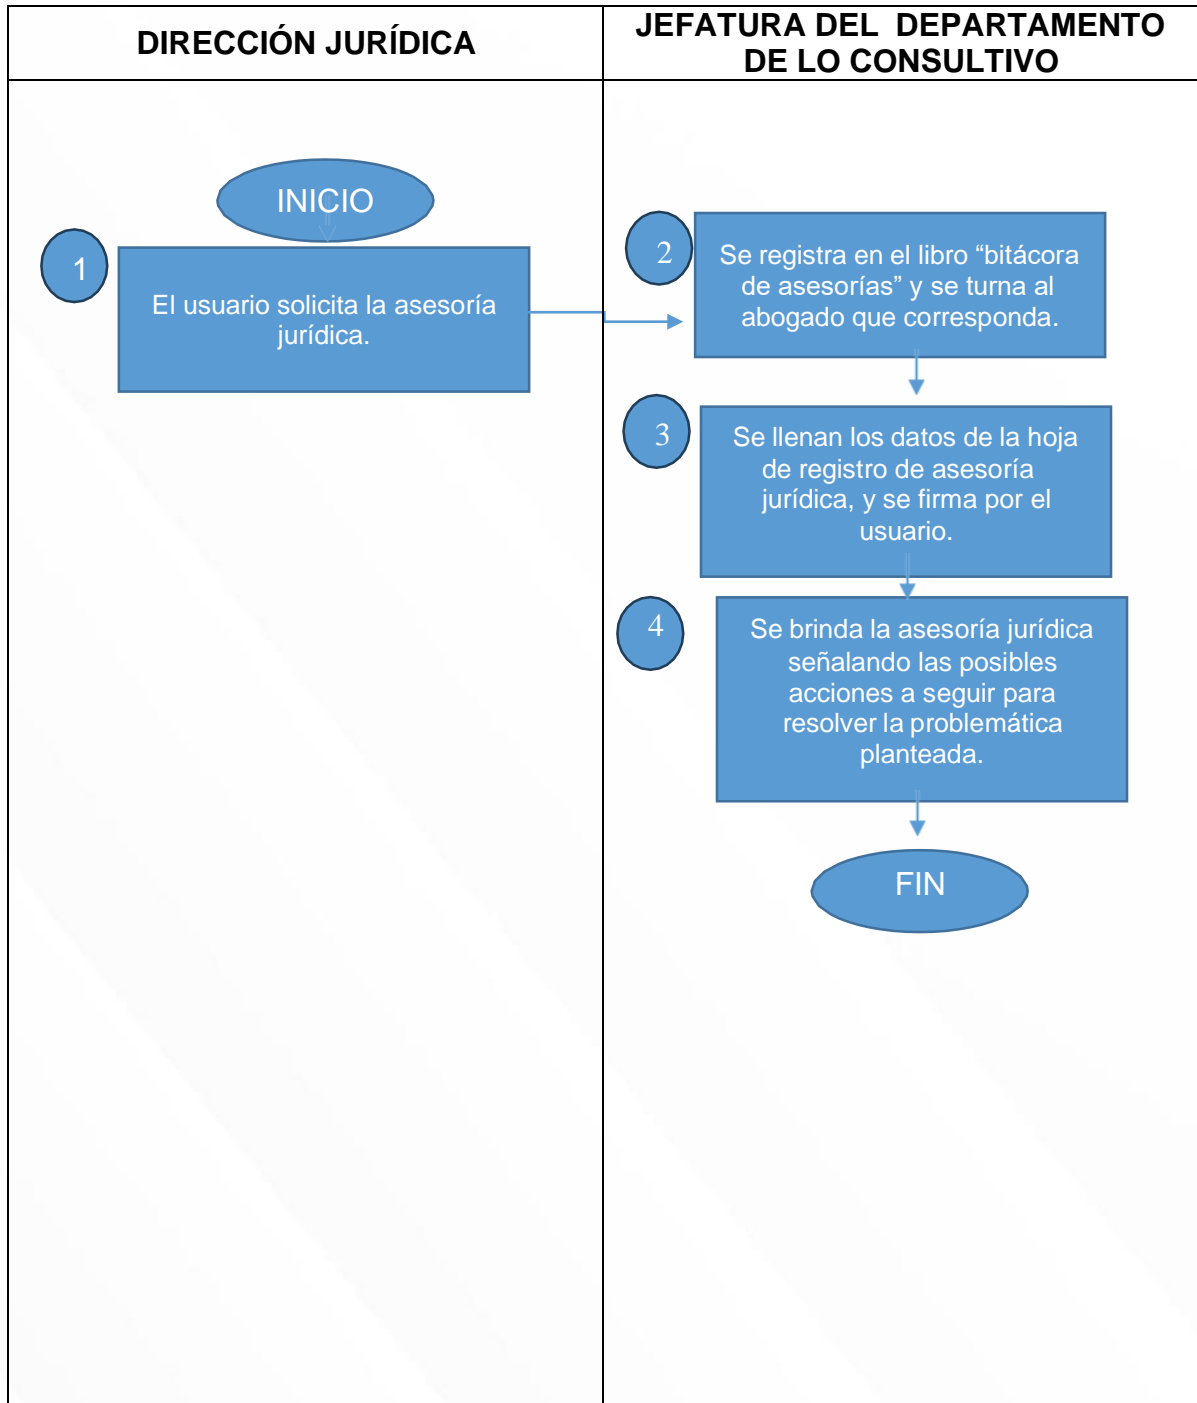 DIRECCIÓN JURÍDICA
JEFATURA DEL DEPARTAMENTO
DE LO CONSULTIVO
INICIO
1
El usuario solicita la asesoría
jurídica.
2
Se registra en el libro “bitácora
de asesorías” y se turna al
abogado que corresponda.
3
Se llenan los datos de la hoja
de registro de asesoría
jurídica, y se firma por el
usuario.
4
Se brinda la asesoría jurídica
señalando las posibles
acciones a seguir para
resolver la problemática
planteada.
FIN